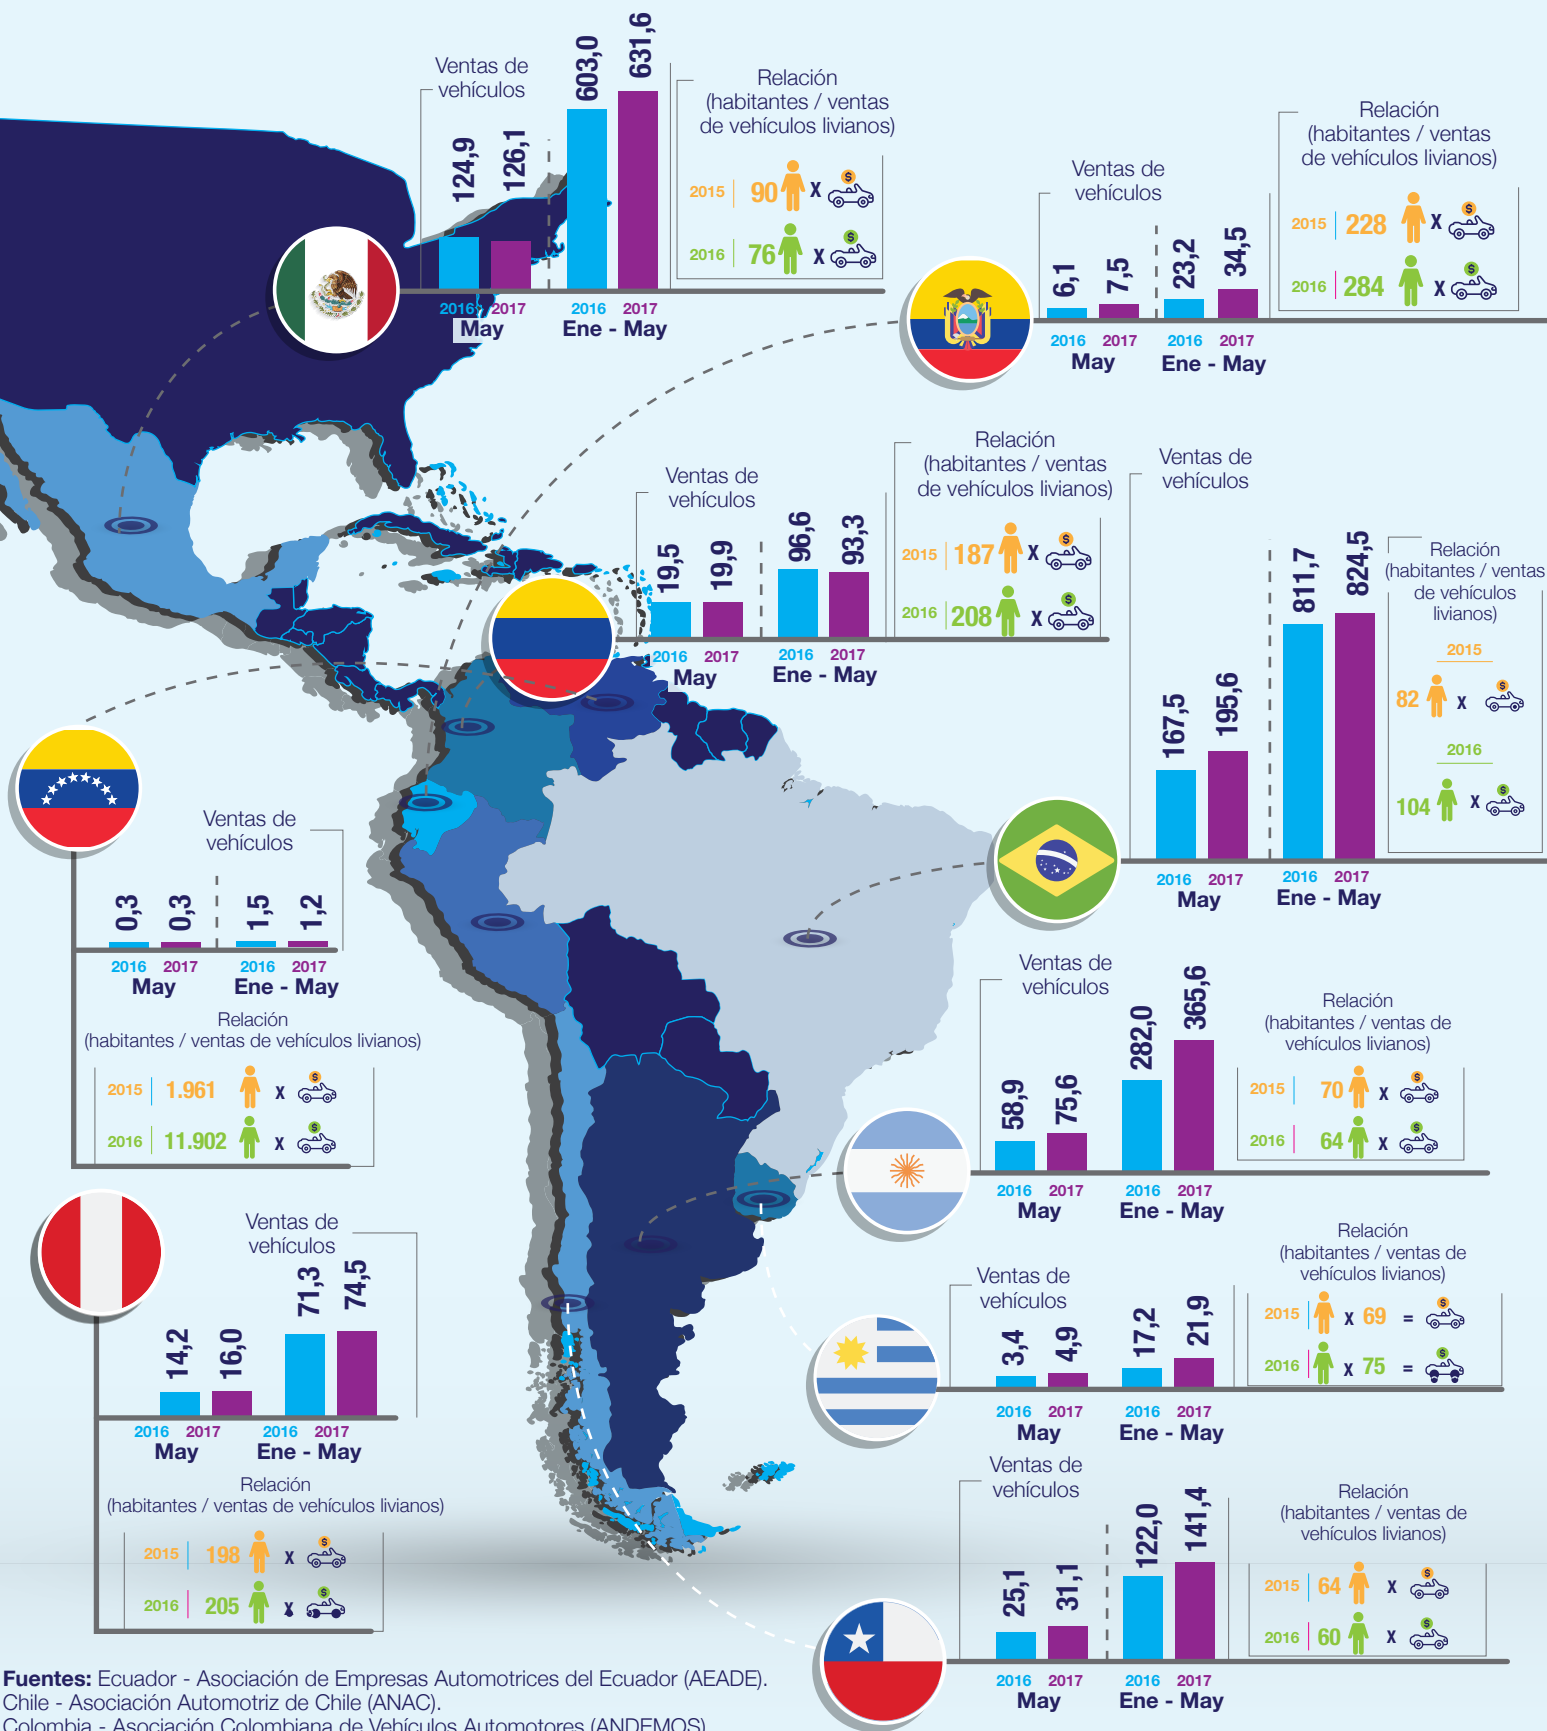 Ventas de
vehículos
124,9
126,1
603,0
631,6
2016
2017
May
2016
2017
Ene - May
Relación
(habitantes / ventas
de vehículos livianos)
2015
90
X
$
2016
76
X
$
Ventas de
vehículos
6,1
7,5
23,2
34,5
2016
2017
May
2016
2017
Ene - May
Relación
(habitantes / ventas
de vehículos livianos)
2015
228
X
$
2016
284
X
$
Ventas de
vehículos
19,5
19,9
96,6
93,3
2016
2017
May
2016
2017
Ene - May
Relación
(habitantes / ventas
de vehículos livianos)
2015
187
X
$
2016
208
X
$
Ventas de
vehículos
167,5
195,6
811,7
824,5
2016
2017
May
2016
2017
Ene - May
Relación
(habitantes / ventas
de vehículos
livianos)
2015
82
X
$
2016
104
X
$
Ventas de
vehículos
0,3
0,3
1,5
1,2
2016
2017
May
2016
2017
Ene - May
Relación
(habitantes / ventas de vehículos livianos)
2015
1.961
X
$
2016
11.902
X
$
Ventas de
vehículos
58,9
75,6
282,0
365,6
2016
2017
May
2016
2017
Ene - May
Relación
(habitantes / ventas de
vehículos livianos)
2015
70
X
$
2016
64
X
$
Ventas de
vehículos
14,2
16,0
71,3
74,5
2016
2017
May
2016
2017
Ene - May
Relación
(habitantes / ventas de vehículos livianos)
2015
198
X
$
2016
205
X
$
Ventas de
vehículos
3,4
4,9
17,2
21,9
2016
2017
May
2016
2017
Ene - May
Relación
(habitantes / ventas de
vehículos livianos)
2015
X 69 =
$
2016
X 75 =
$
Ventas de
vehículos
25,1
31,1
122,0
141,4
2016
2017
May
2016
2017
Ene - May
Relación
(habitantes / ventas de
vehículos livianos)
2015
64
X
$
2016
60
X
$
Fuentes: Ecuador - Asociación de Empresas Automotrices del Ecuador (AEADE).
Chile - Asociación Automotriz de Chile (ANAC).
Colombia - Asociación Colombiana de Vehículos Automotores (ANDEMOS)